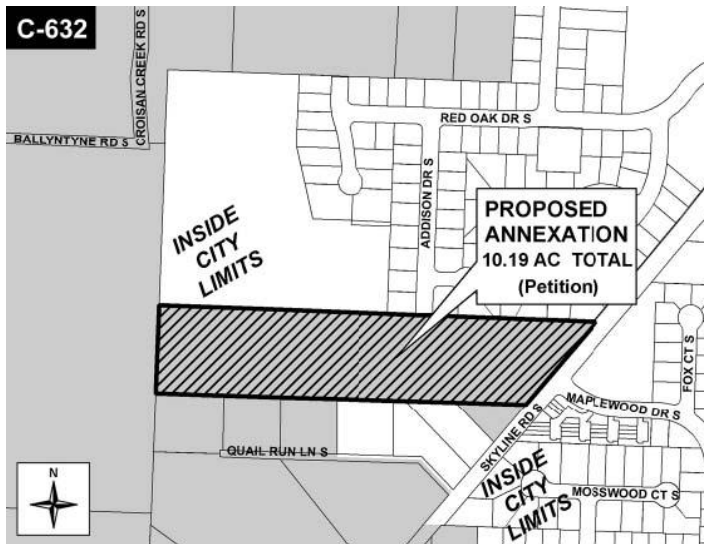 C-632
CROISAN CREEK RD S
BALLYNTYNE RD S
RED OAK DR S
ADDISON DR S
INSIDE
CITY
LIMITS
PROPOSED
ANNEXATION
10.19 AC TOTAL
(Petition)
FOX CT S
MAPLEWOOD DR S
SKYLINE RD S
QUAIL RUN LN S
INSIDE
CITY
LIMITS
MOSSWOOD CT S
N